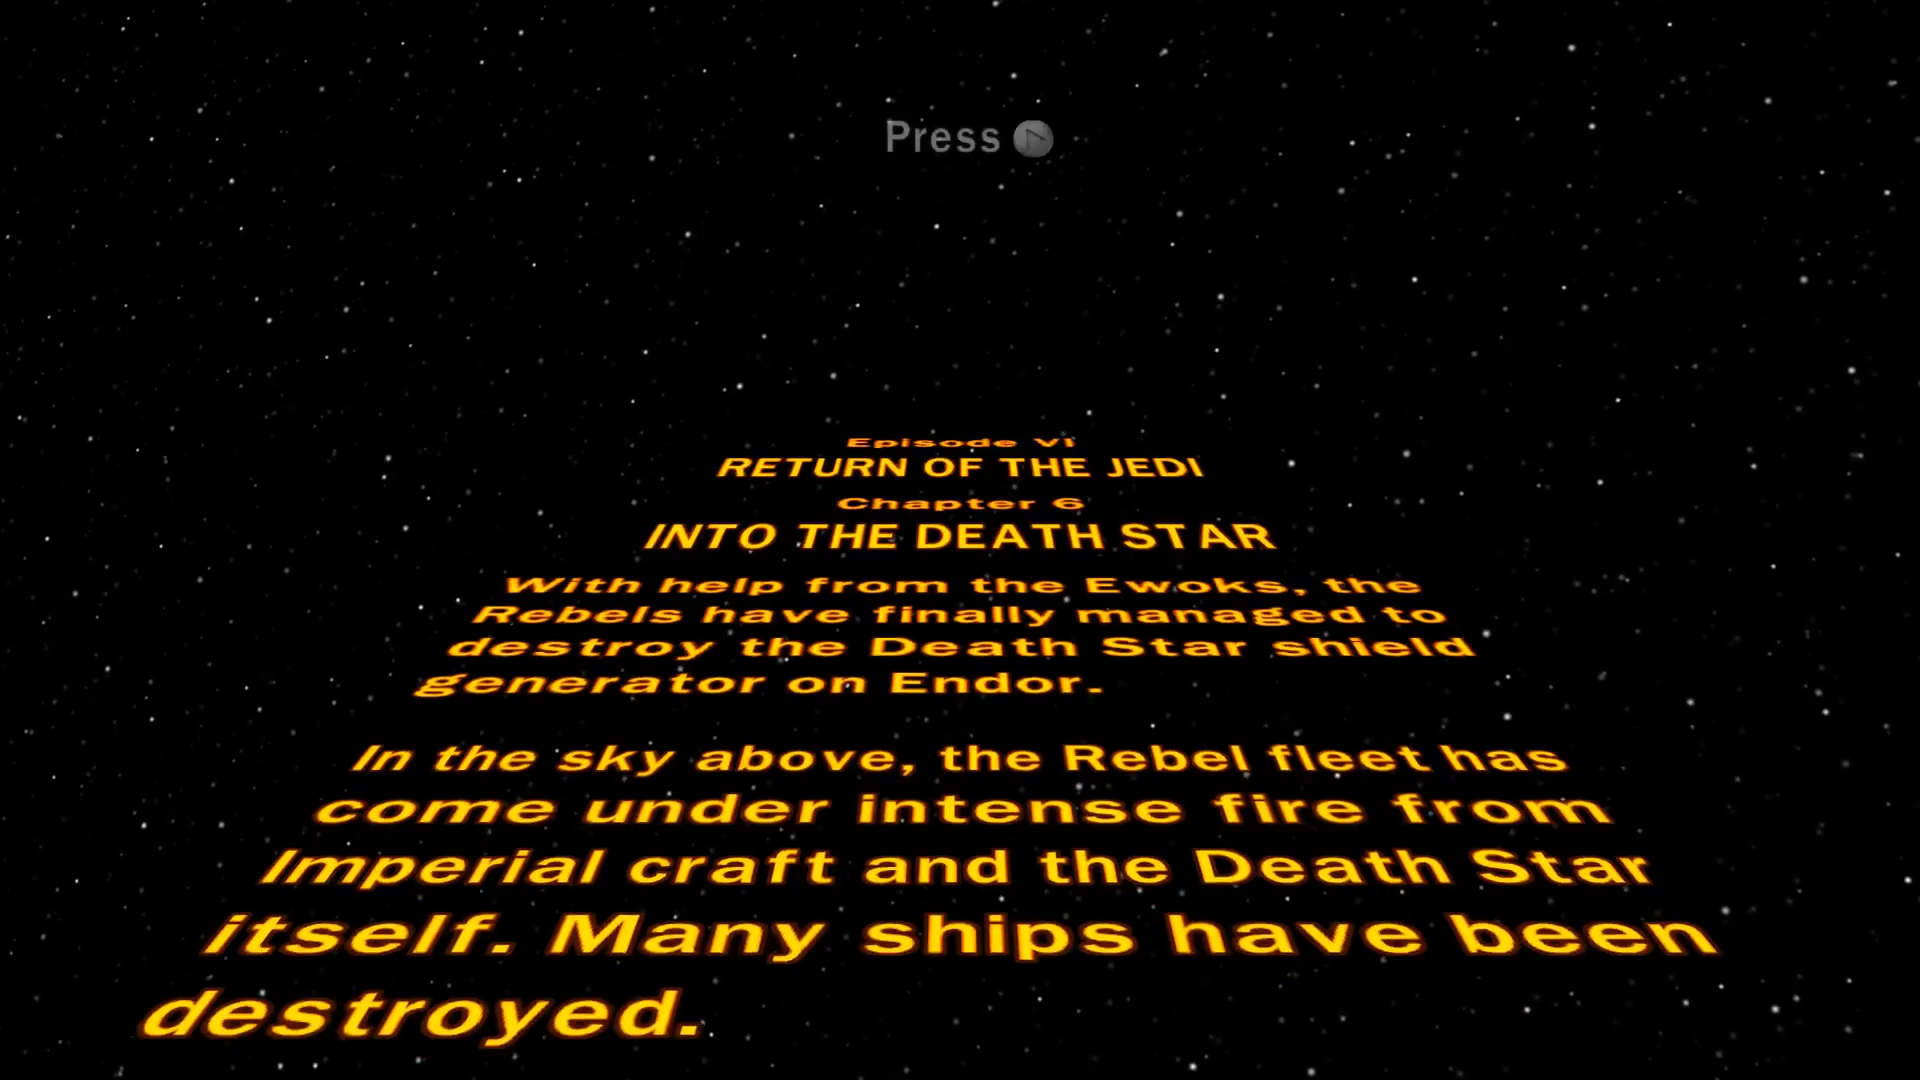 Press
Episode VI
RETURN OF THE JEDI
Chapter 6
INTO THE DEATH STAR
With help from the Ewoks, the
Rebels have finally managed to
destroy the Death Star shield
generator on Endor.
In the sky above, the Rebel fleet has
come under intense fire from
Imperial craft and the Death Star
itself. Many ships have been
destroyed.